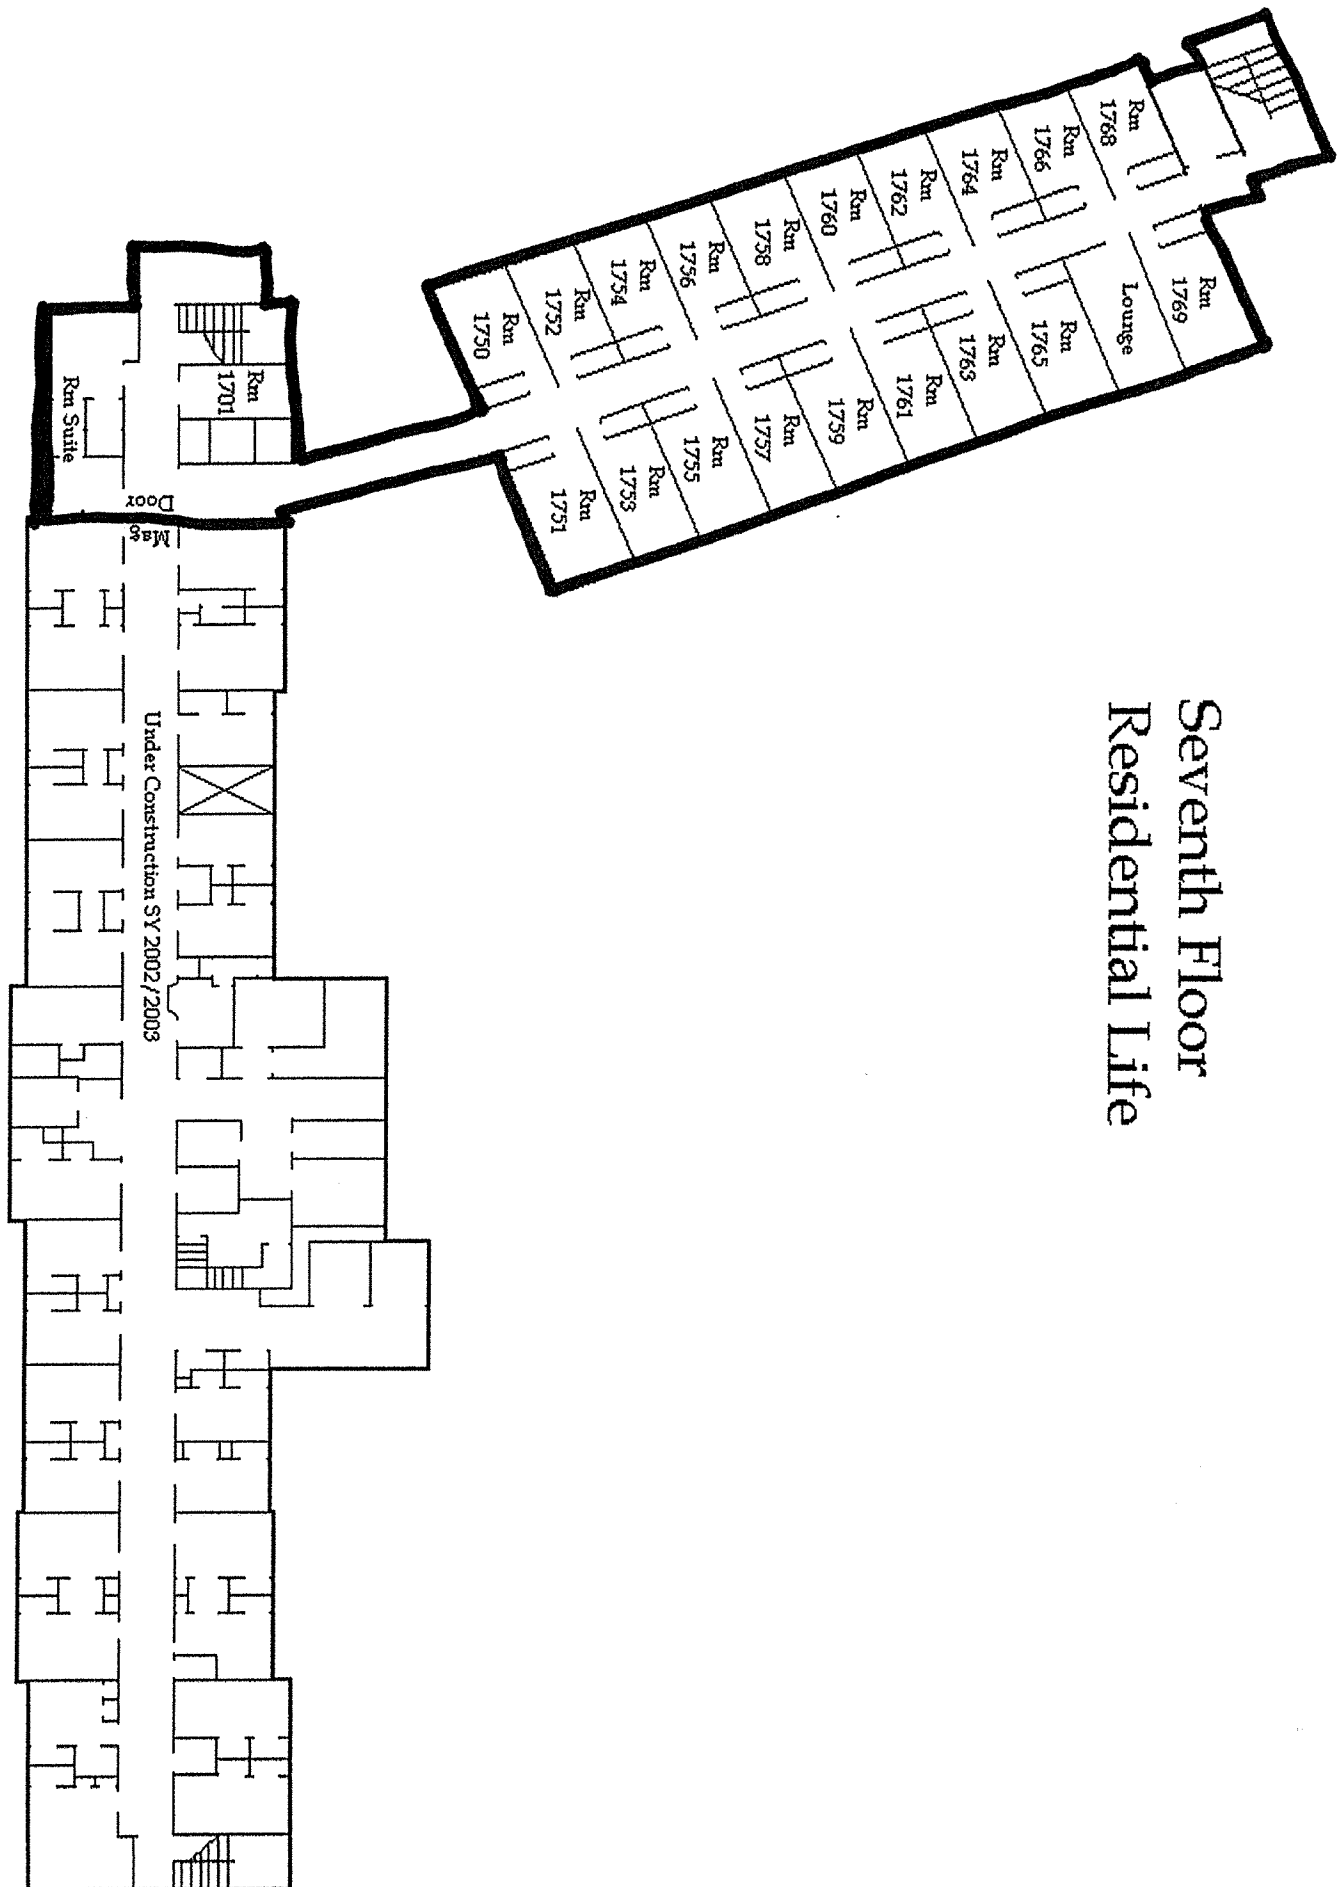 Seventh Floor
Residential Life
Rm
1768
Rm
1766
Rm
1764
Rm
1762
Rm
1760
Rm
1758
Rm
1756
Rm
1754
Rm
1752
Rm
1750
Rm
1769
Lounge
Rm
1765
Rm
1763
Rm
1761
Rm
1759
Rm
1757
Rm
1755
Rm
1753
Rm
1751
Rm
1701
Rm Suite
Mag
Door
Under Construction SY 2002/2003